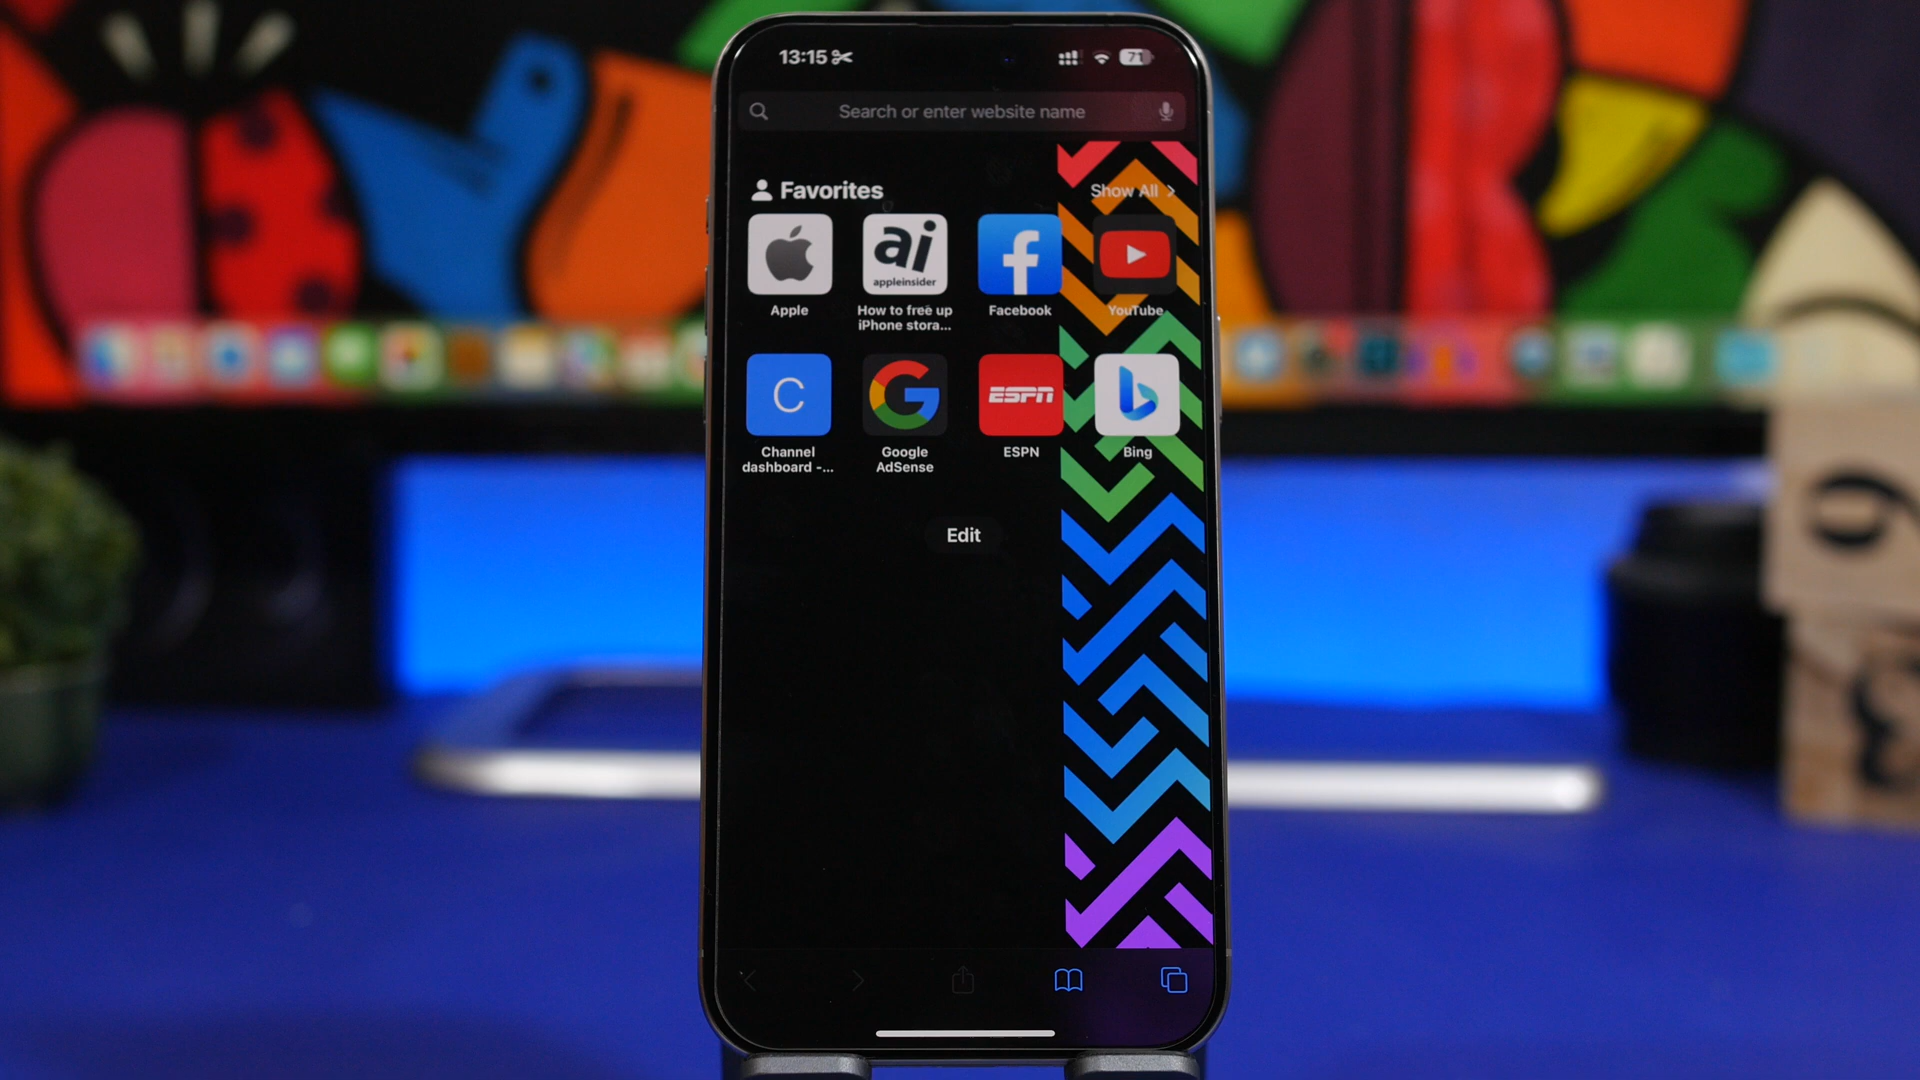 13:15
71
Search or enter website name
Favorites
Show All
ai
appleinsider
Apple
How to free up
iPhone stora...
Facebook
YouTube
C
ESPN
Channel
dashboard -...
Google
AdSense
ESPN
Bing
Edit